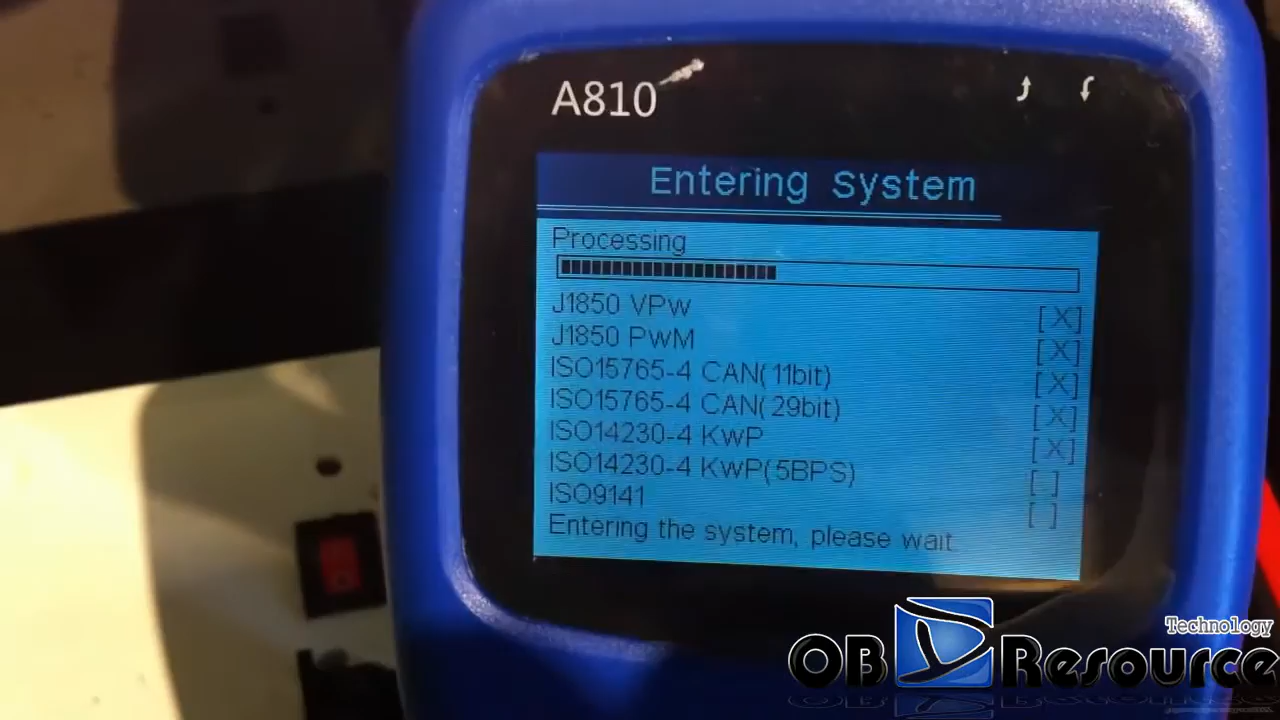 A810
Entering System
Processing
J1850 VPW [X]
J1850 PWM [X]
ISO15765-4 CAN(11bit) [X]
ISO15765-4 CAN(29bit) [X]
ISO14230-4 KWP [X]
ISO14230-4 KWP(5BPS) [ ]
ISO9141 [ ]
Entering the system, please wait.
Technology
OBD Resource